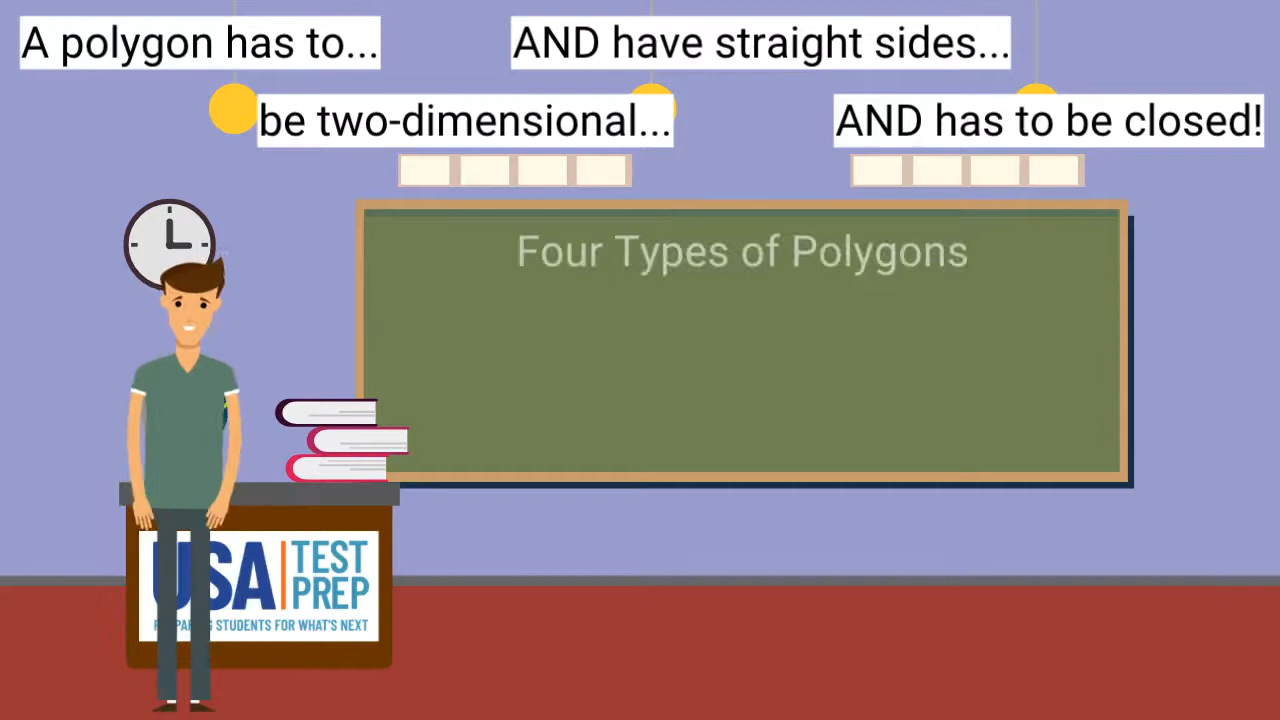 A polygon has to...
be two-dimensional...
AND have straight sides...
AND has to be closed!
Four Types of Polygons
USA TEST PREP
PREPARING STUDENTS FOR WHAT'S NEXT